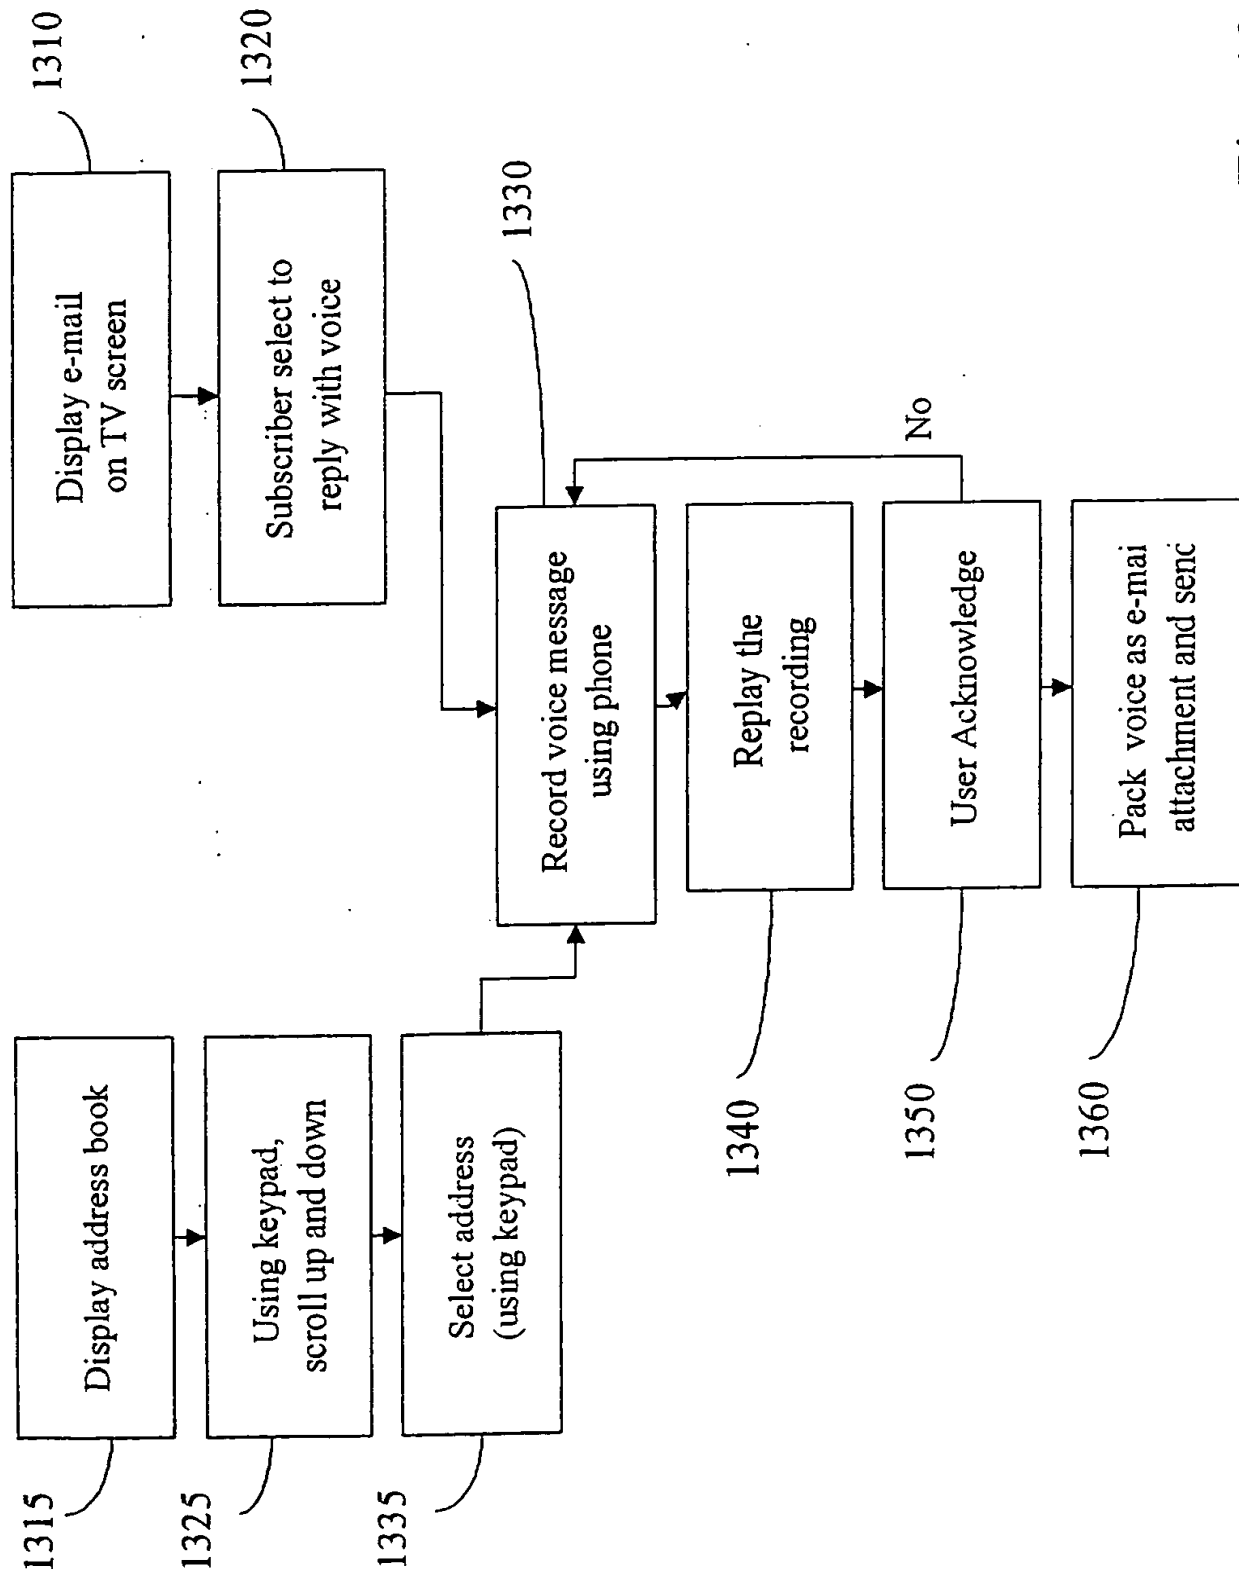 1315
Display address book
1325
Using keypad,
scroll up and down
1335
Select address
(using keypad)
1310
Display e-mail
on TV screen
1320
Subscriber select to
reply with voice
1330
Record voice message
using phone
1340
Replay the
recording
1350
User Acknowledge
No
1360
Pack voice as e-mai
attachment and send